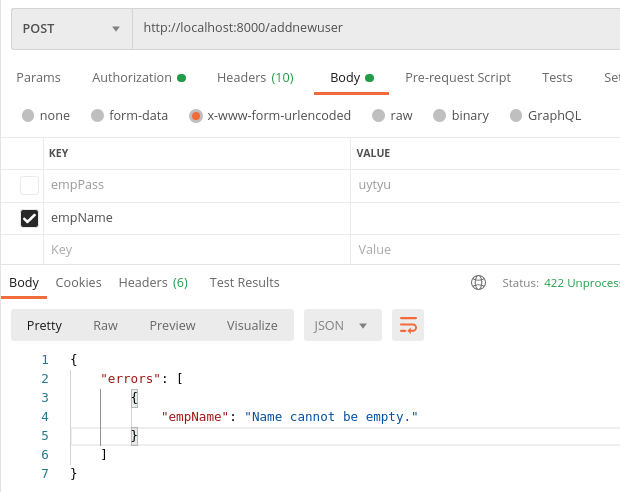 POST http://localhost:8000/addnewuser
Params Authorization Headers (10) Body Pre-request Script Tests
none form-data x-www-form-urlencoded raw binary GraphQL
KEY VALUE
empPass uytyu
empName
Key Value
Body Cookies Headers (6) Test Results Status: 422
Pretty Raw Preview Visualize JSON
1 {
2 "errors": [
3 {
4 "empName": "Name cannot be empty."
5 }
6 ]
7 }